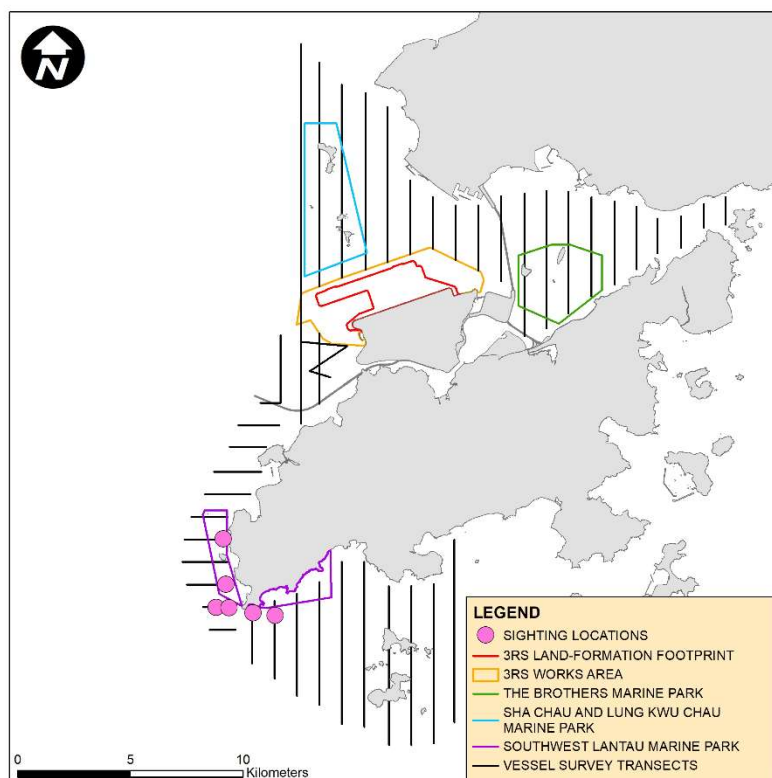 N
LEGEND
SIGHTING LOCATIONS
3RS LAND-FORMATION FOOTPRINT
3RS WORKS AREA
THE BROTHERS MARINE PARK
SHA CHAU AND LUNG KWU CHAU
MARINE PARK
SOUTHWEST LANTAU MARINE PARK
VESSEL SURVEY TRANSECTS
0 5 10
Kilometers